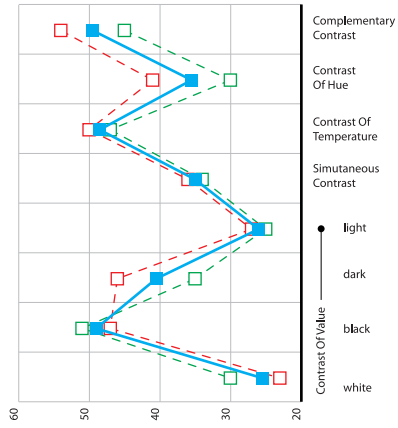 Complementary
Contrast
Contrast
Of Hue
Contrast Of
Temperature
Simutaneous
Contrast
light
dark
black
white
Contrast Of Value
60
50
40
30
20